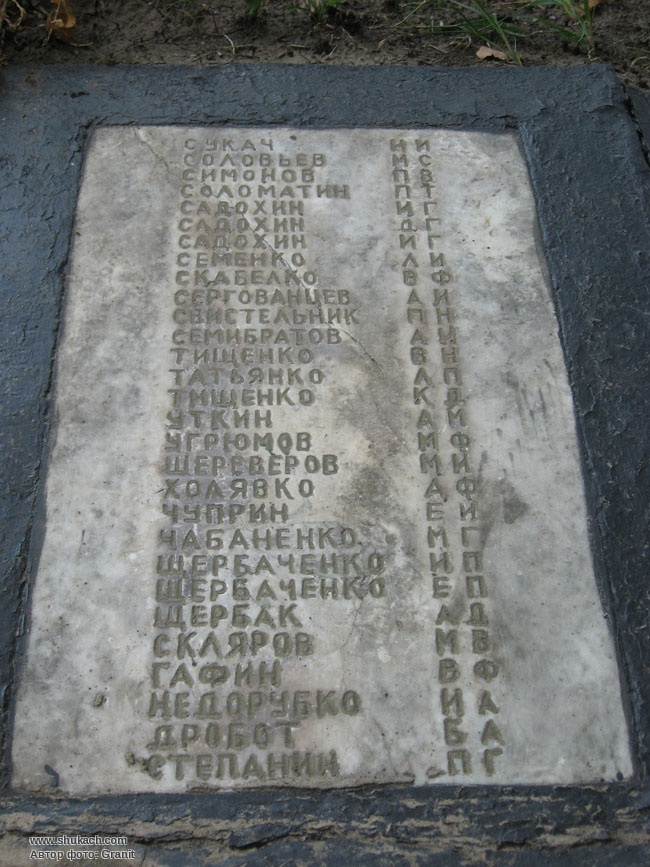 СУКАЧ Н И
СОЛОВЬЕВ М С
СИМОНОВ П В
СОЛОМАТИН П Т
САДОХИН И Г
САДОХИН Д Г
САДОХИН И Г
СЕМЕНКО Л И
СКАБЕЛКО В Ф
СЕРГОВАНЦЕВ А И
СВИСТЕЛЬНИК П Н
СЕМИБРАТОВ А И
ТИЩЕНКО В Н
ТАТЬЯНКО А П
ТИЩЕНКО К Д
УТКИН А И
УГРЮМОВ М Ф
ШЕРЕВЕРОВ М И
ХОЛЯВКО А Ф
ЧУПРИН Е И
ЧАБАНЕНКО М Г
ЩЕРБАЧЕНКО И П
ЩЕРБАЧЕНКО Е П
ЩЕРБАК А Д
СКЛЯРОВ М В
ГАФИН В Ф
НЕДОРУБКО И А
ДРОБОТ Б А
СТЕПАНИН П Г
www.shukach.com
Автор фото: Granit